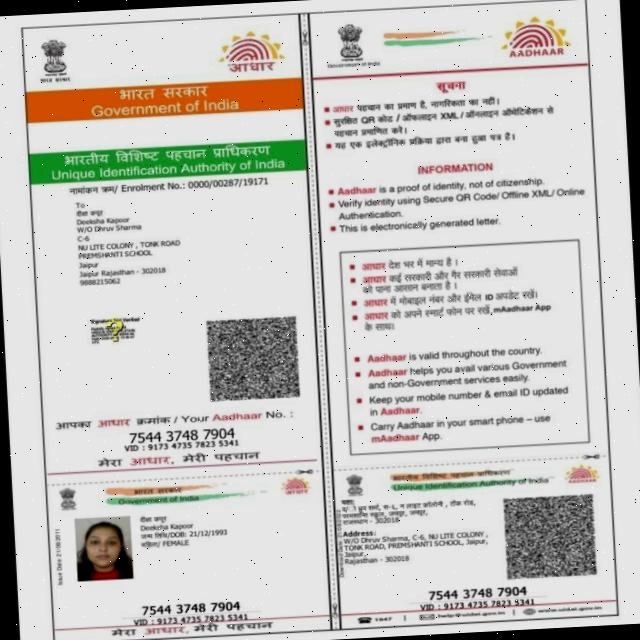 भारत सरकार
Government of India
भारतीय विशिष्ट पहचान प्राधिकरण
Unique Identification Authority of India
नामांकन क्रम/ Enrolment No.: 0000/00287/19171
To
दीक्षा कपूर
Deeksha Kapoor
W/O Dhruv Sharma
C-6
NU LITE COLONY , TONK ROAD
PREMSHANTI SCHOOL
Jaipur
Jaipur Rajasthan - 302018
9888215062
आपका आधार क्रमांक / Your Aadhaar No. :
7544 3748 7904
VID : 9173 4735 7823 5341
मेरा आधार, मेरी पहचान
आधार
भारत सरकार
Government of India
आधार
Issue Date: 21/09/2011
दीक्षा कपूर
Deeksha Kapoor
जन्म तिथि/DOB: 21/12/1993
महिला/ FEMALE
7544 3748 7904
VID : 9173 4735 7823 5341
मेरा आधार, मेरी पहचान
Government of India
AADHAAR
सूचना
आधार पहचान का प्रमाण है, नागरिकता का नहीं।
सुरक्षित QR कोड / ऑफलाइन XML / ऑनलाइन ऑथेंटिकेशन से
पहचान प्रमाणित करें।
यह एक इलेक्ट्रॉनिक प्रक्रिया द्वारा बना हुआ पत्र है।
INFORMATION
Aadhaar is a proof of identity, not of citizenship.
Verify identity using Secure QR Code/ Offline XML/ Online
Authentication.
This is electronically generated letter.
आधार देश भर में मान्य है ।
आधार कई सरकारी और गैर सरकारी सेवाओं
को पाना आसान बनाता है ।
आधार में मोबाइल नंबर और ईमेल ID अपडेट रखें।
आधार को अपने स्मार्ट फोन पर रखें, mAadhaar App
के साथ।
Aadhaar is valid throughout the country.
Aadhaar helps you avail various Government
and non-Government services easily.
Keep your mobile number & email ID updated
in Aadhaar.
Carry Aadhaar in your smart phone – use
mAadhaar App.
भारतीय विशिष्ट पहचान प्राधिकरण
Unique Identification Authority of India
AADHAAR
पता:
Address:
W/O Dhruv Sharma, C-6, NU LITE COLONY ,
TONK ROAD, PREMSHANTI SCHOOL, Jaipur,
Jaipur,
Rajasthan - 302018
7544 3748 7904
VID : 9173 4735 7823 5341
1947
help@uidai.gov.in
www.uidai.gov.in